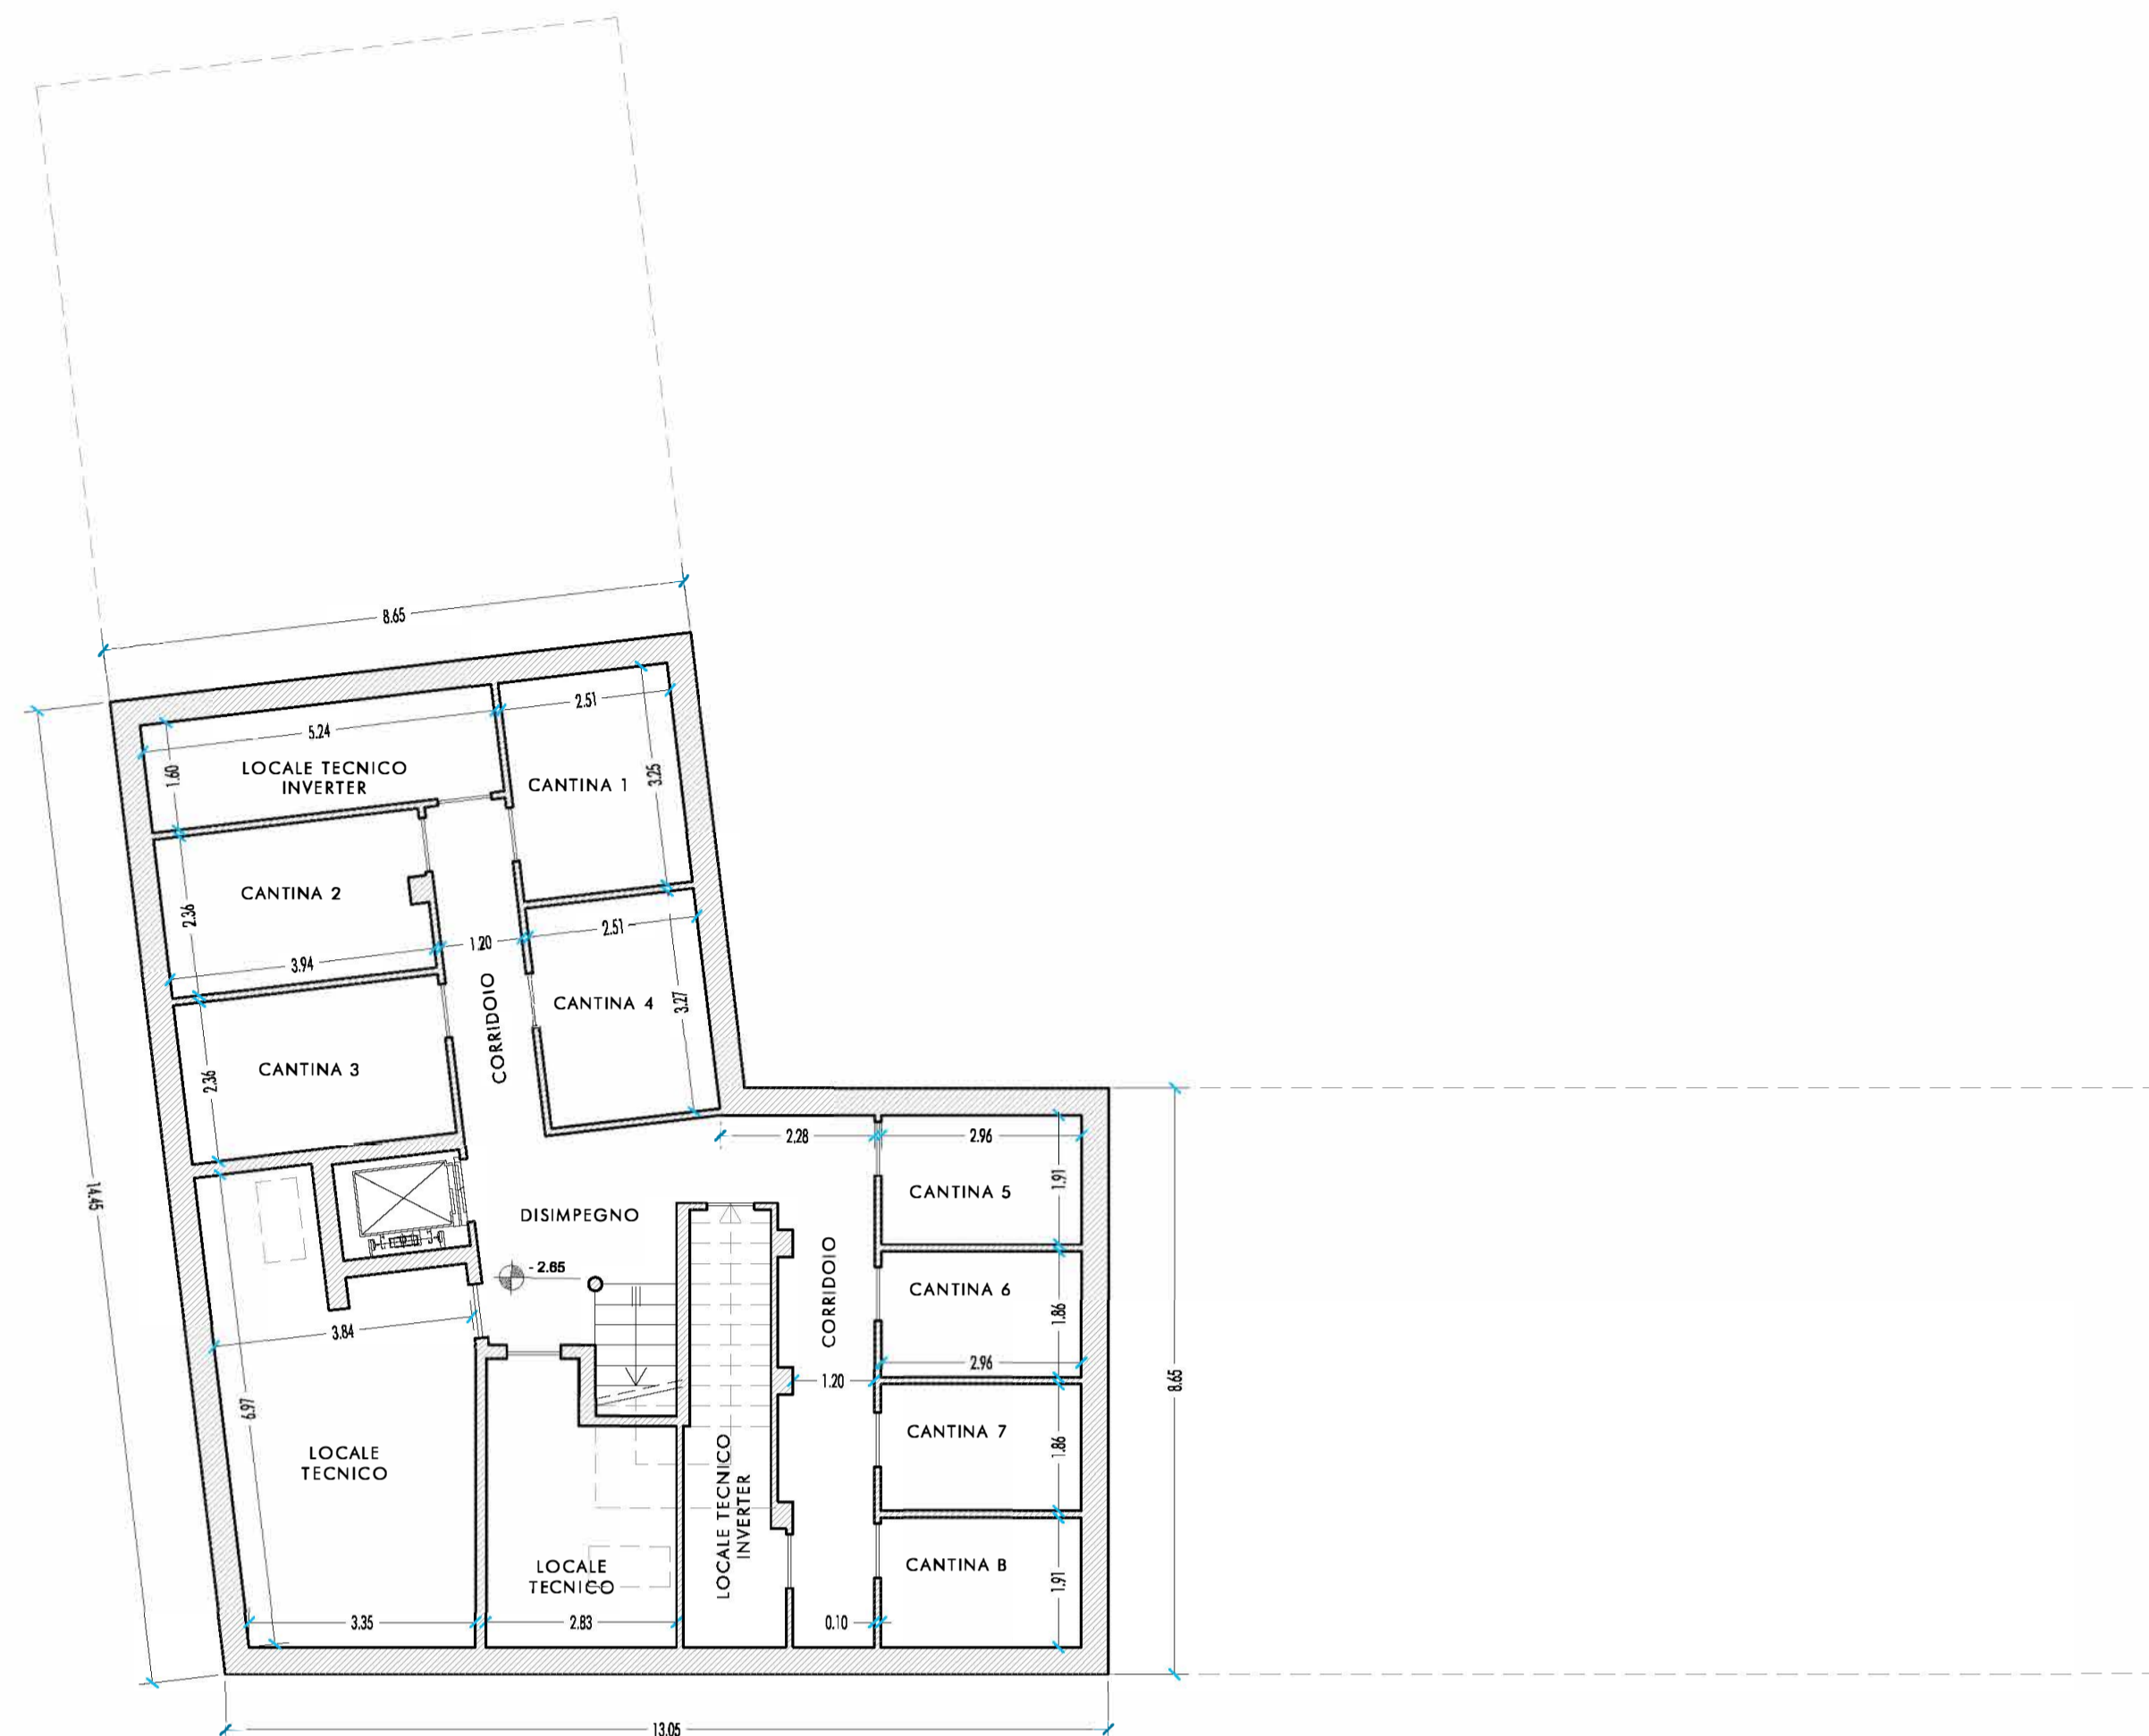 8.65
2.51
5.24
LOCALE TECNICO
INVERTER
1.60
CANTINA 1
3.25
CANTINA 2
2.36
2.51
1.20
3.94
CORRIDOIO
CANTINA 4
3.27
CANTINA 3
2.36
2.28
2.96
14.45
CANTINA 5
1.91
DISIMPEGNO
- 2.65
CORRIDOIO
CANTINA 6
1.86
3.84
2.96
1.20
8.65
6.97
CANTINA 7
1.86
LOCALE
TECNICO
LOCALE TECNICO
INVERTER
LOCALE
TECNICO
CANTINA B
1.91
3.35
2.83
0.10
13.05